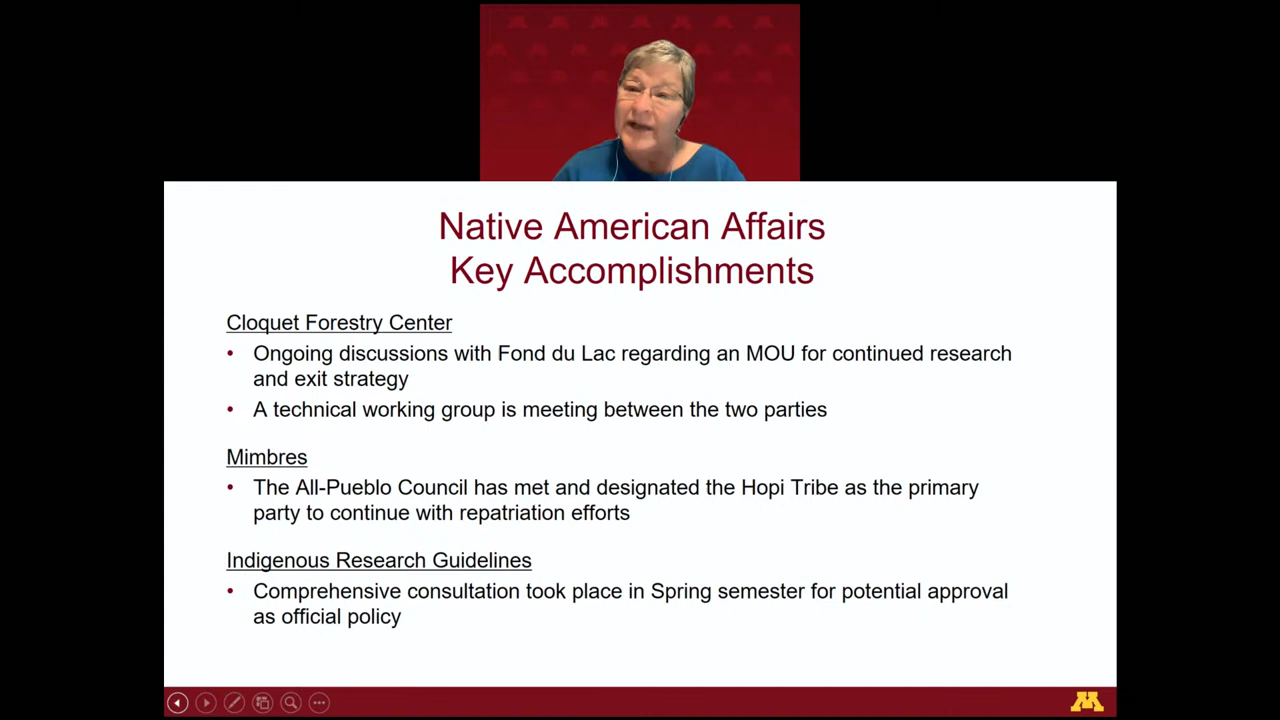 Native American Affairs
Key Accomplishments
Cloquet Forestry Center
• Ongoing discussions with Fond du Lac regarding an MOU for continued research
and exit strategy
• A technical working group is meeting between the two parties
Mimbres
• The All-Pueblo Council has met and designated the Hopi Tribe as the primary
party to continue with repatriation efforts
Indigenous Research Guidelines
• Comprehensive consultation took place in Spring semester for potential approval
as official policy
M